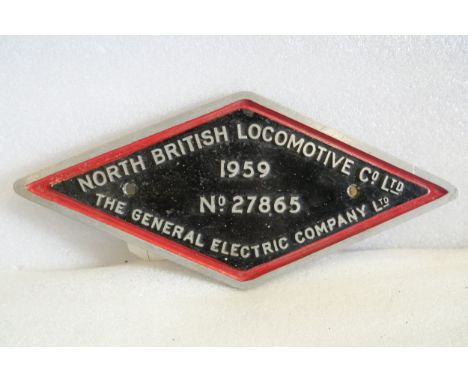 NORTH BRITISH LOCOMOTIVE Co LTD
1959
No 27865
THE GENERAL ELECTRIC COMPANY LTD